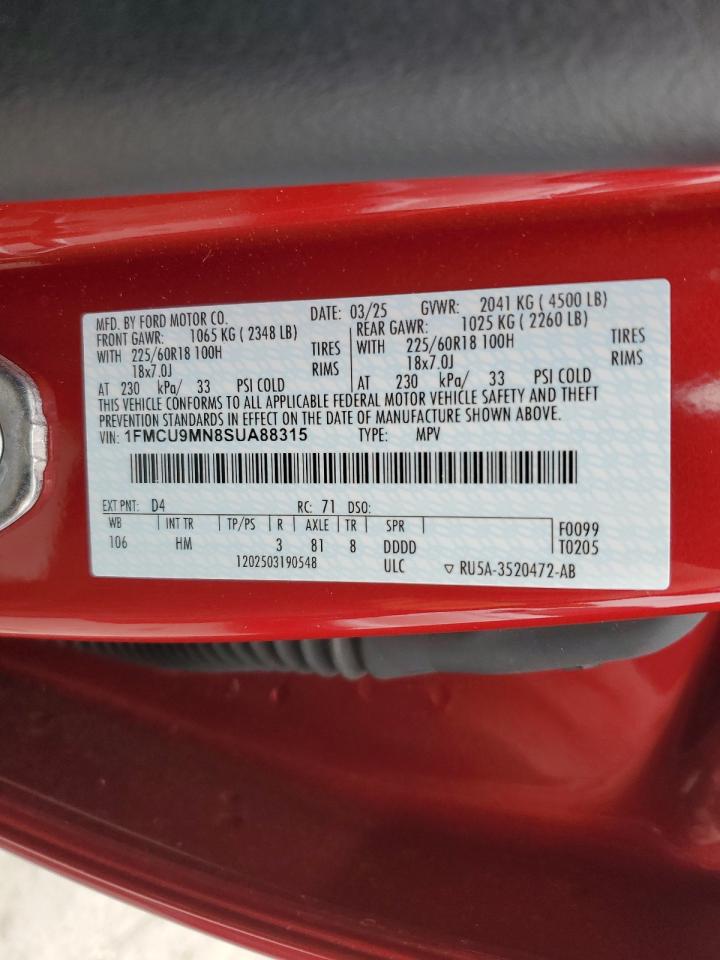 MFD. BY FORD MOTOR CO. DATE: 03/25 GVWR: 2041 KG ( 4500 LB)
FRONT GAWR: 1065 KG ( 2348 LB) REAR GAWR: 1025 KG ( 2260 LB)
WITH 225/60R18 100H TIRES WITH 225/60R18 100H TIRES
18x7.0J RIMS 18x7.0J RIMS
AT 230 kPa/ 33 PSI COLD AT 230 kPa/ 33 PSI COLD
THIS VEHICLE CONFORMS TO ALL APPLICABLE FEDERAL MOTOR VEHICLE SAFETY AND THEFT
PREVENTION STANDARDS IN EFFECT ON THE DATE OF MANUFACTURE SHOWN ABOVE.
VIN: 1FMCU9MN8SUA88315 TYPE: MPV
EXT PNT: D4 RC: 71 DSO:
WB INT TR TP/PS R AXLE TR SPR F0099
106 HM 3 81 8 DDDD T0205
1202503190548 ULC ▽ RU5A-3520472-AB